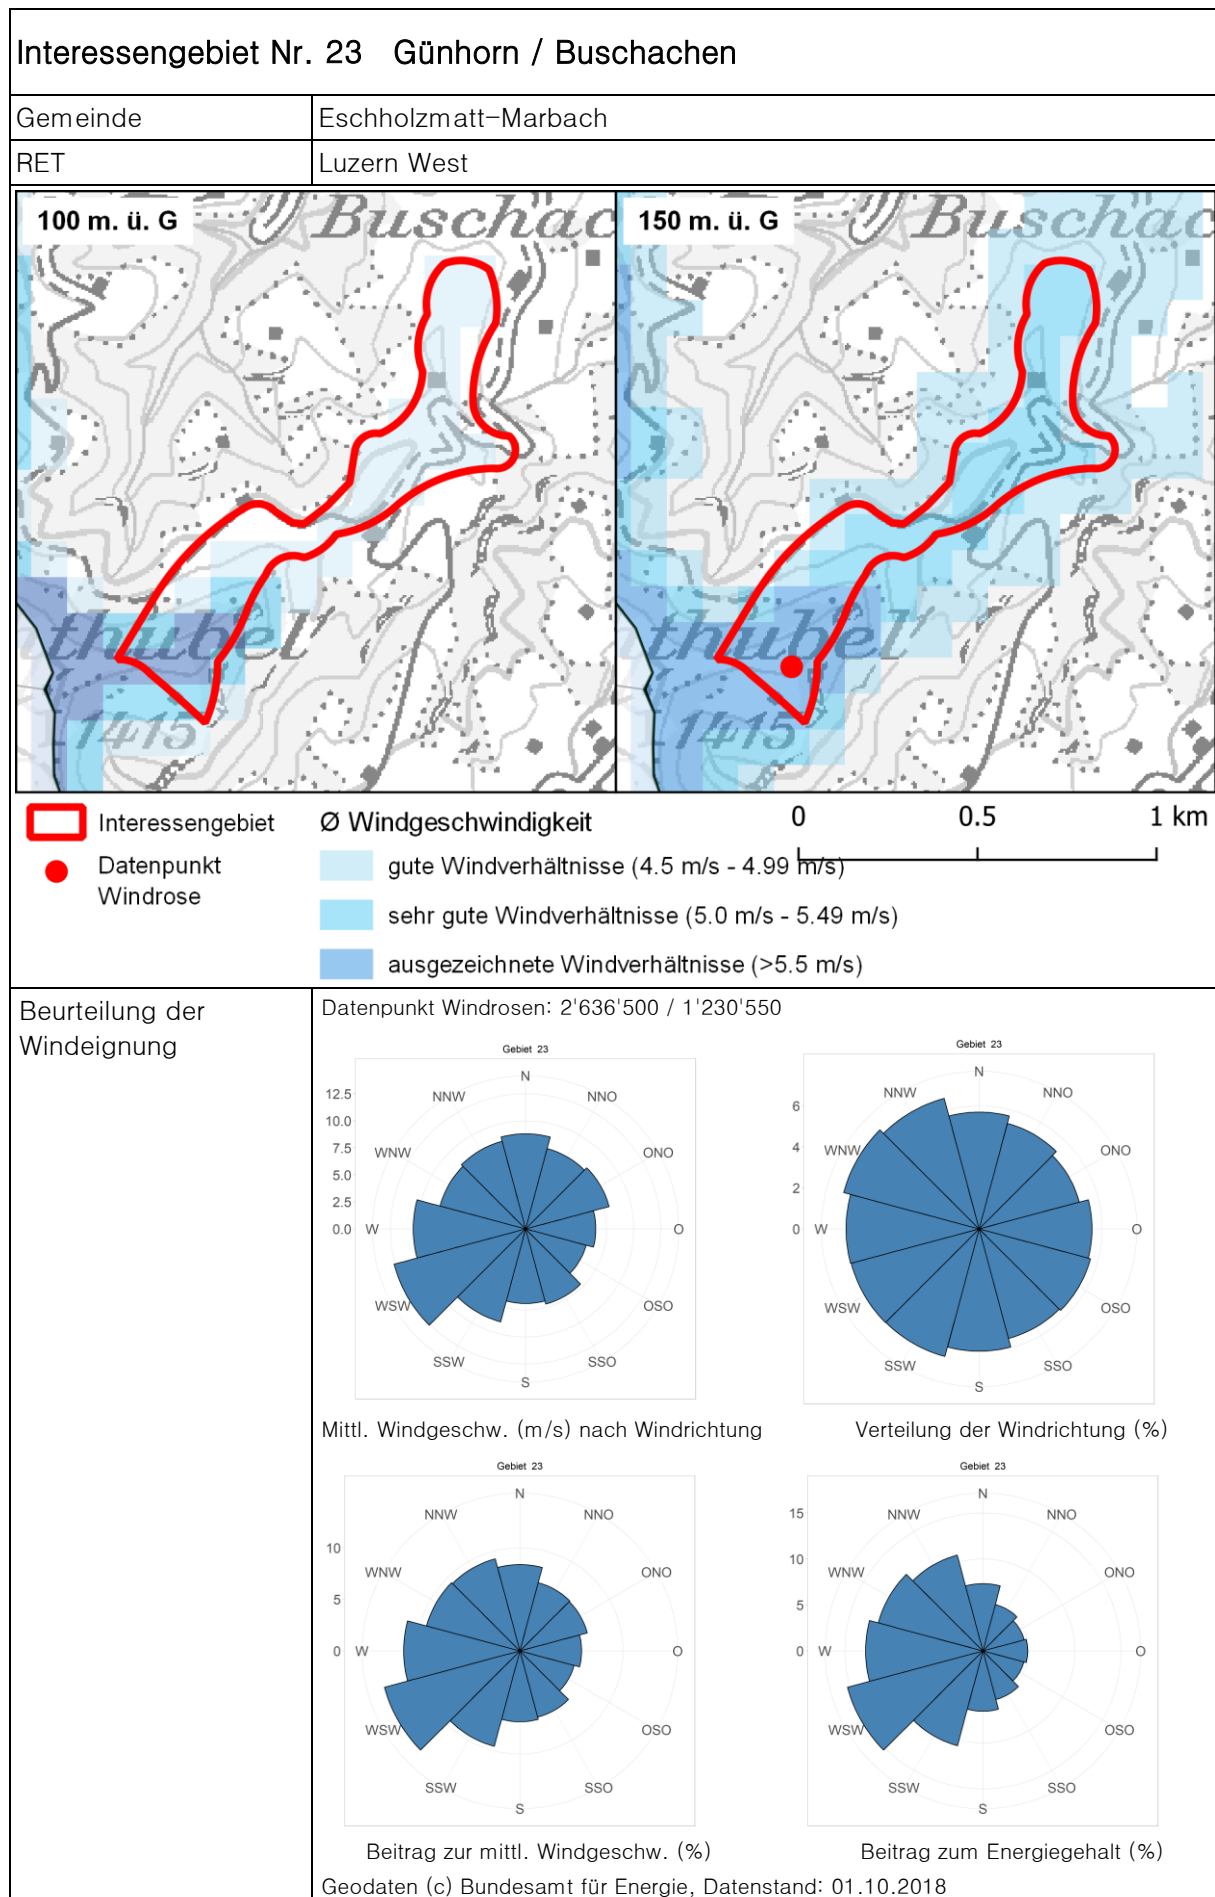 Interessengebiet Nr. 23 Günhorn / Buschachen
Gemeinde Eschholzmatt-Marbach
RET Luzern West
100 m. ü. G
Buschac
thubel
1415
150 m. ü. G
Buschac
thubel
1415
Interessengebiet
Datenpunkt
Windrose
Ø Windgeschwindigkeit
gute Windverhältnisse (4.5 m/s - 4.99 m/s)
sehr gute Windverhältnisse (5.0 m/s - 5.49 m/s)
ausgezeichnete Windverhältnisse (>5.5 m/s)
0 0.5 1 km
Beurteilung der
Windeignung
Datenpunkt Windrosen: 2'636'500 / 1'230'550
Gebiet 23
12.5
10.0
7.5
5.0
2.5
0.0
N
NNO
ONO
O
OSO
SSO
S
SSW
WSW
W
WNW
NNW
Mittl. Windgeschw. (m/s) nach Windrichtung
Gebiet 23
6
4
2
0
N
NNO
ONO
O
OSO
SSO
S
SSW
WSW
W
WNW
NNW
Verteilung der Windrichtung (%)
Gebiet 23
10
5
0
N
NNO
ONO
O
OSO
SSO
S
SSW
WSW
W
WNW
NNW
Beitrag zur mittl. Windgeschw. (%)
Gebiet 23
15
10
5
0
N
NNO
ONO
O
OSO
SSO
S
SSW
WSW
W
WNW
NNW
Beitrag zum Energiegehalt (%)
Geodaten (c) Bundesamt für Energie, Datenstand: 01.10.2018